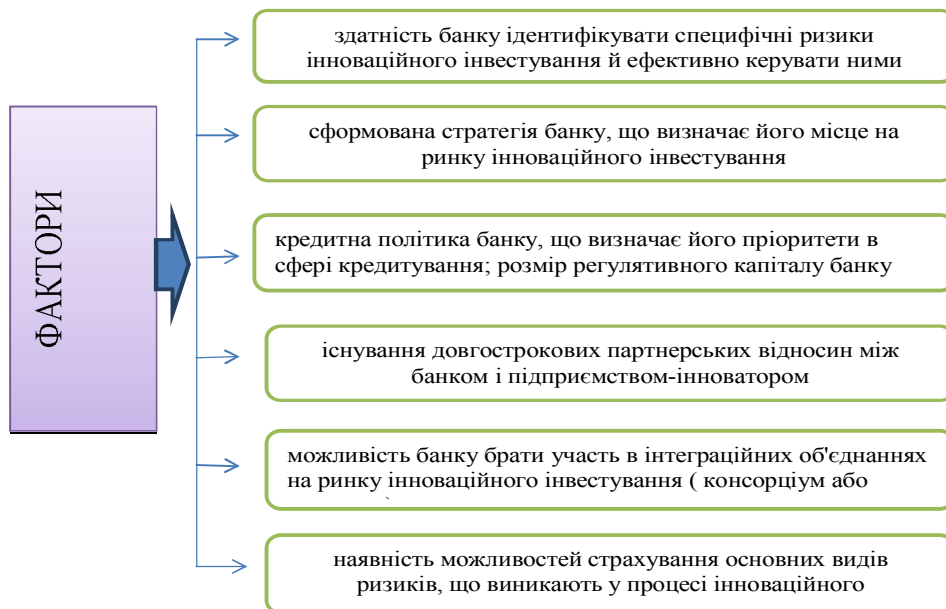 ФАКТОРИ
здатність банку ідентифікувати специфічні ризики
інноваційного інвестування й ефективно керувати ними
сформована стратегія банку, що визначає його місце на
ринку інноваційного інвестування
кредитна політика банку, що визначає його пріоритети в
сфері кредитування; розмір регулятивного капіталу банку
існування довгострокових партнерських відносин між
банком і підприємством-інноватором
можливість банку брати участь в інтеграційних об'єднаннях
на ринку інноваційного інвестування ( консорціум або
наявність можливостей страхування основних видів
ризиків, що виникають у процесі інноваційного